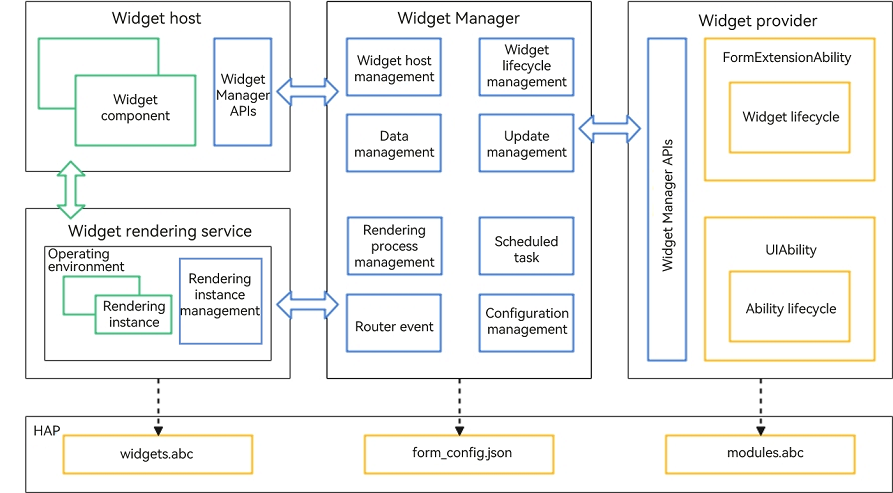 Widget host
Widget
component
Widget
Manager
APIs
Widget Manager
Widget host
management
Widget
lifecycle
management
Data
management
Update
management
Rendering
process
management
Scheduled
task
Router event
Configuration
management
Widget provider
Widget Manager APIs
FormExtensionAbility
Widget lifecycle
UIAbility
Ability lifecycle
Widget rendering service
Operating
environment
Rendering
instance
Rendering
instance
management
HAP
widgets.abc
form_config.json
modules.abc